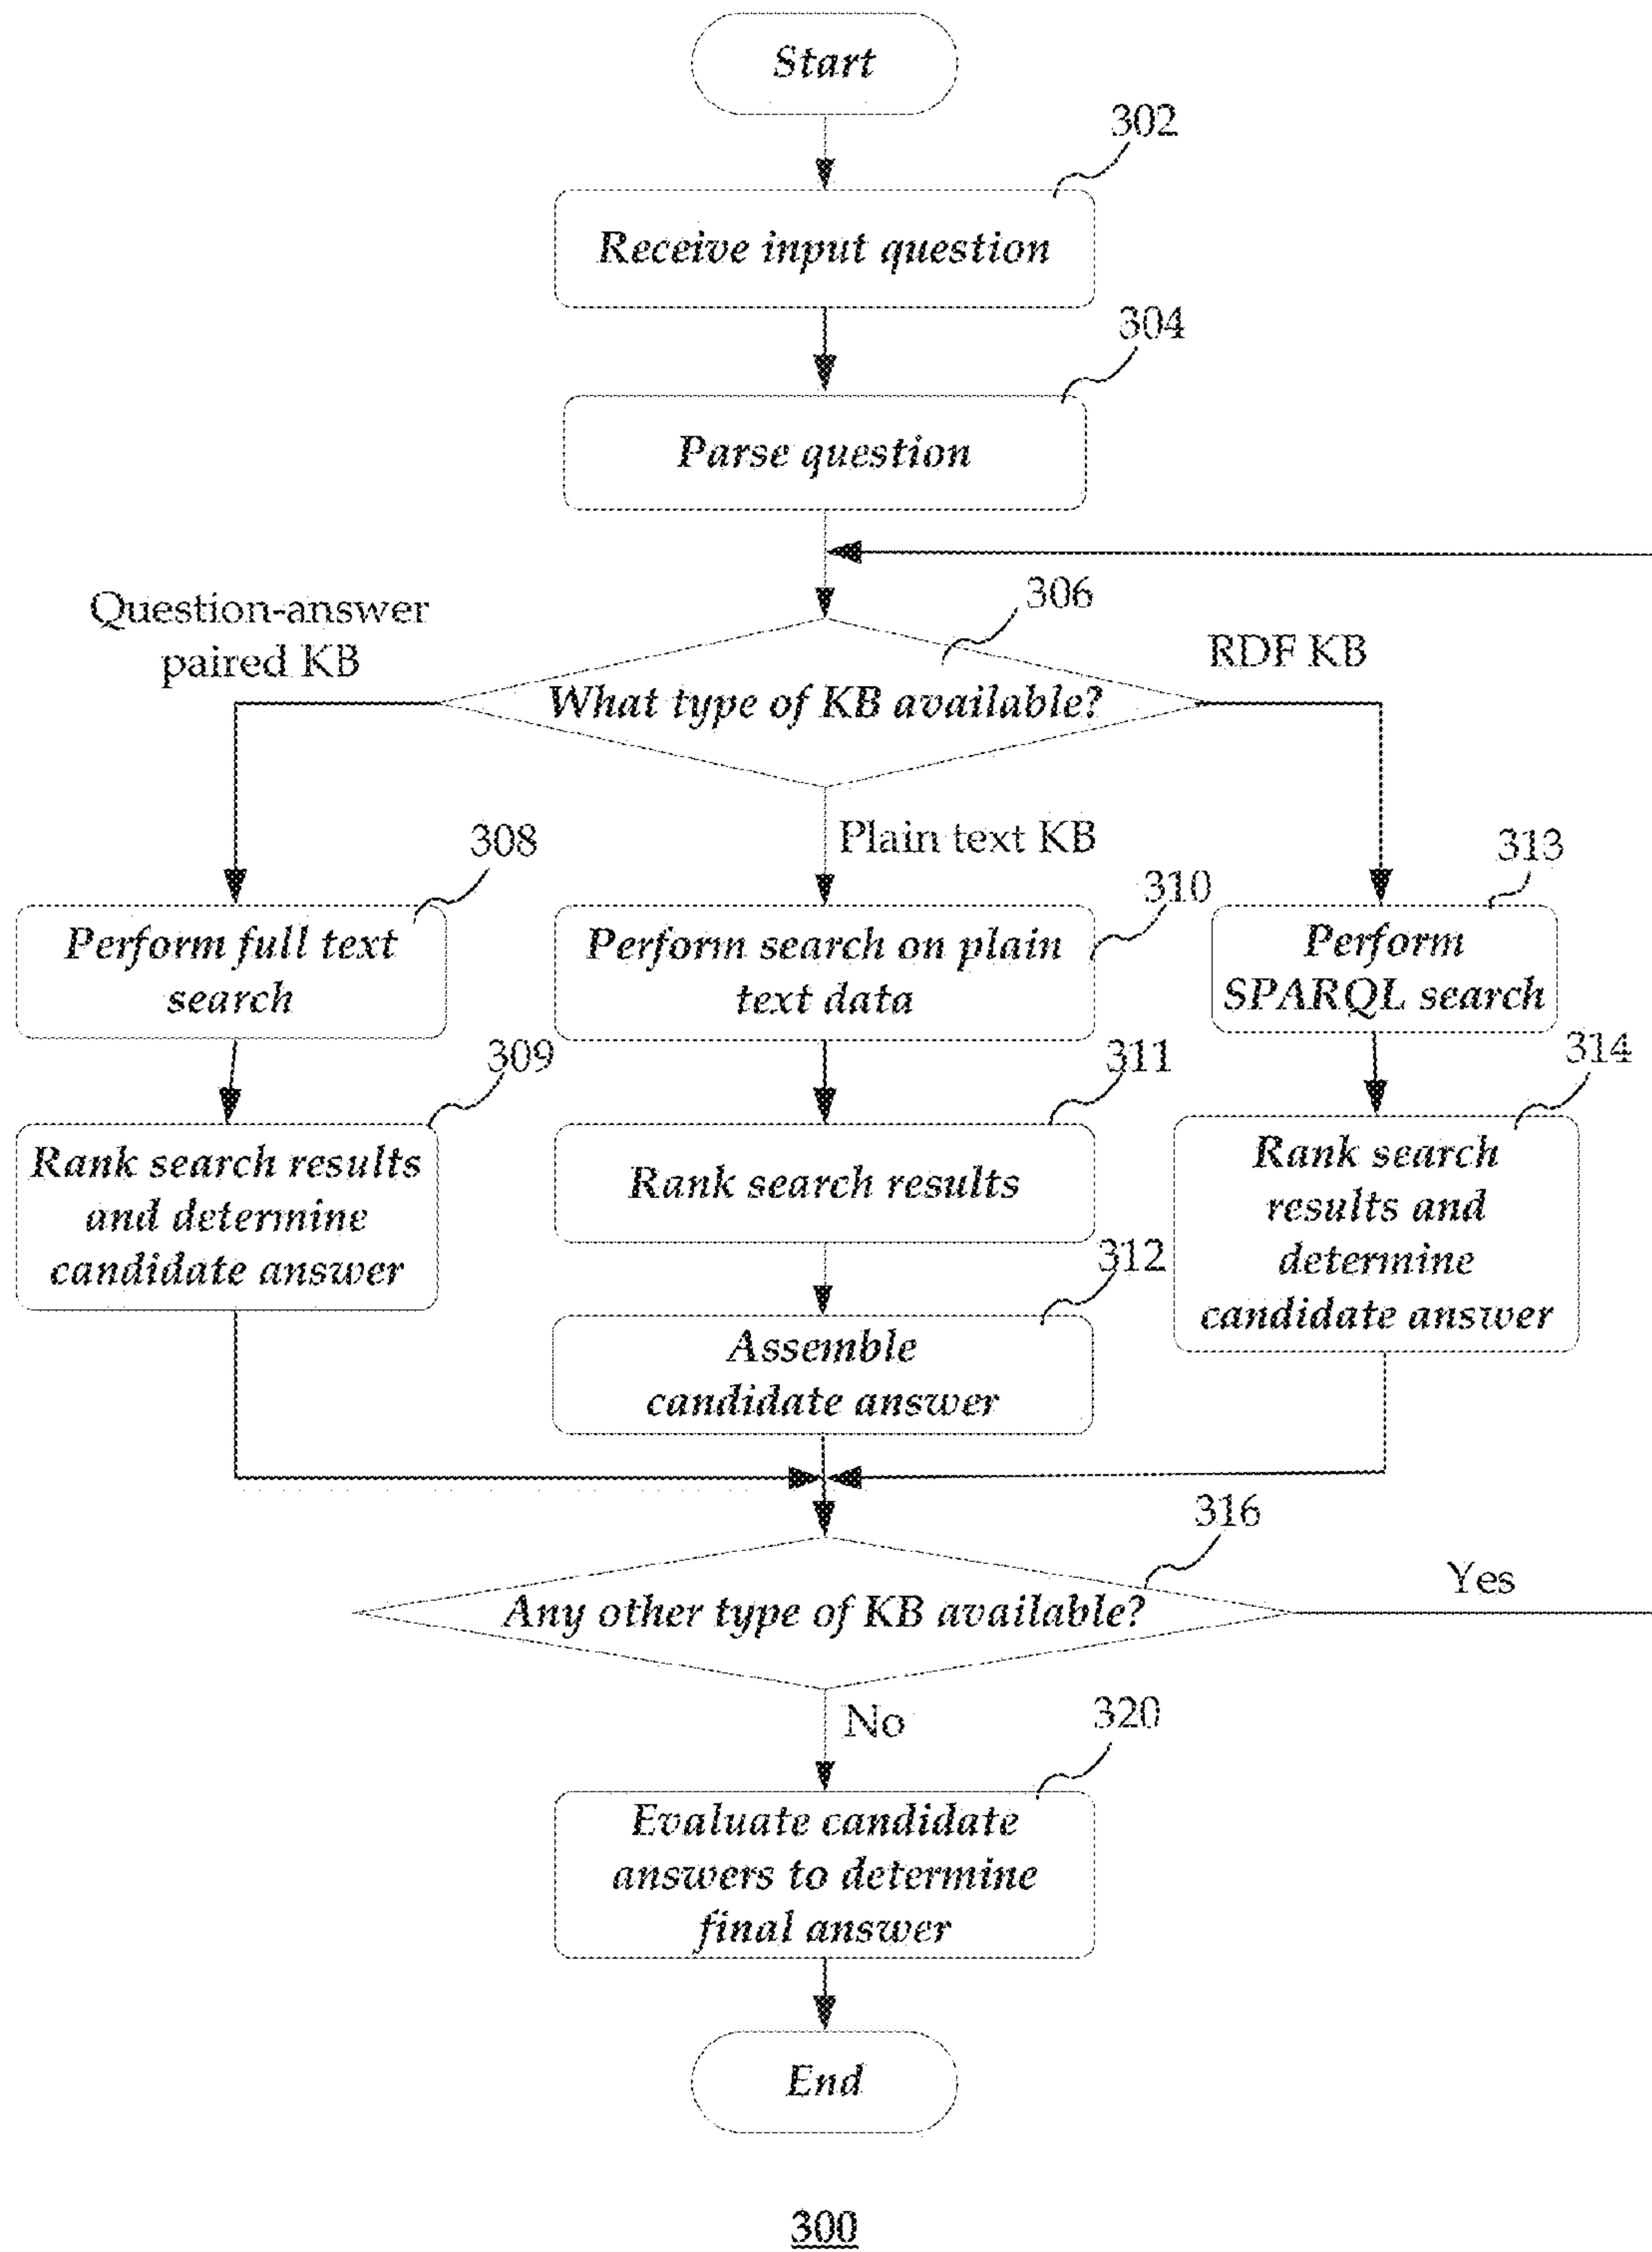 Start
302
Receive input question
304
Parse question
306
Question-answer
paired KB
RDF KB
What type of KB available?
Plain text KB
308
310
313
Perform full text
search
Perform search on plain
text data
Perform
SPARQL search
309
311
314
Rank search results
and determine
candidate answer
Rank search results
Rank search
results and
determine
candidate answer
312
Assemble
candidate answer
316
Any other type of KB available?
Yes
No
320
Evaluate candidate
answers to determine
final answer
End
300